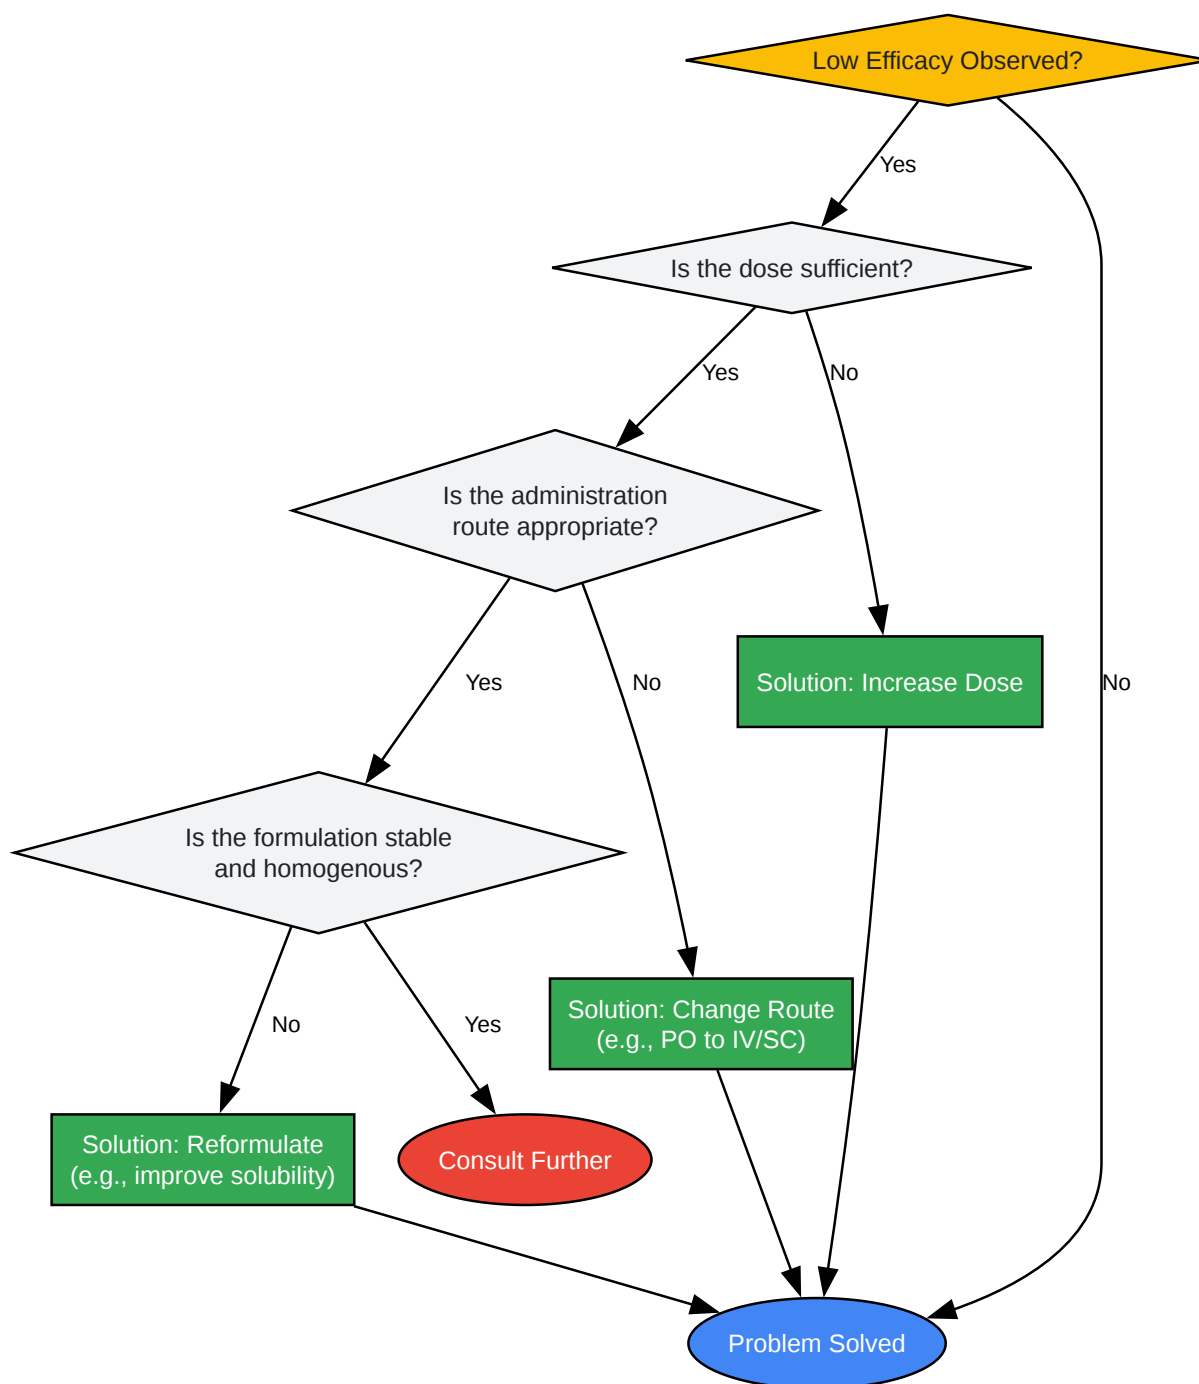 Low Efficacy Observed?
Yes
Is the dose sufficient?
Yes
No
Is the administration
route appropriate?
Yes
No
Solution: Increase Dose
No
Is the formulation stable
and homogenous?
No
Yes
Solution: Change Route
(e.g., PO to IV/SC)
Solution: Reformulate
(e.g., improve solubility)
Consult Further
Problem Solved